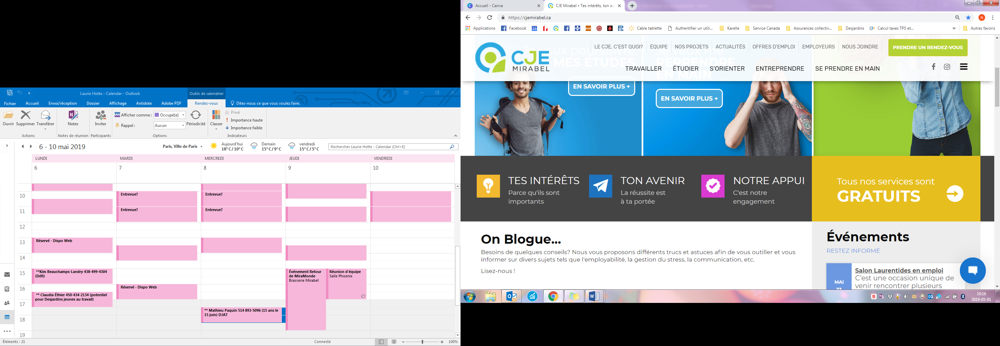 Laurie Hotte - Calendar - Outlook
Outils de calendrier
Fichier
Accueil
Envoi/réception
Dossier
Affichage
Antidote
Adobe PDF
Rendez-vous
Dites-nous ce que vous voulez faire.
Ouvrir
Supprimer
Transférer
Actions
Notes
Notes de réunion
Inviter
Participants
Afficher comme :
Occupé(e)
Rappel :
Aucun
Périodicité
Options
Classer
Privé
Importance haute
Importance faible
Indicateurs
6 - 10 mai 2019
Paris, Ville de Paris
Aujourd'hui
18°C/10°C
Demain
15°C/9°C
vendredi
15°C/5°C
Rechercher Laurie Hotte - Calendar (Ctrl+E)
LUNDI
MARDI
MERCREDI
JEUDI
VENDREDI
6
7
8
9
10
10
Entrevue?
Entrevue?
11
Entrevue?
Entrevue?
12
13
Réservé - Dispo Web
14
15
**Kim Beauchamps-Landry 438-499-4304
(Défi)
Événement Retour
de MiraMonde
Brasserie Mirabel
Réunion d'équipe
Salle Phoenix
16
Réservé - Dispo Web
** Claudia Éthier 450-434-2134 (potentiel
pour Desjardins jeunes au travail)
17
** Mathieu Paquin 514 893-5096 (15 ans le
15 juin) DJAT
18
19
Éléments : 21
Connecté
100%
Accueil - Canva
CJE Mirabel • Tes intérêts, ton av
https://cjemirabel.ca
N
Applications
Facebook
23
imt
Cable tablette
Authentifier un utili...
Karelle
Service Canada
Assurances collectiv...
Desjardins
Calcul taxes TPS et...
»
Autres favoris
CJE
MIRABEL
LE CJE, C'EST QUOI?
ÉQUIPE
NOS PROJETS
ACTUALITÉS
OFFRES D'EMPLOI
EMPLOYEURS
NOUS JOINDRE
PRENDRE UN RENDEZ-VOUS
TRAVAILLER
ÉTUDIER
S'ORIENTER
ENTREPRENDRE
SE PRENDRE EN MAIN
Je veux poursuivre
MES ÉTUDES
EN SAVOIR PLUS +
Je veux me
REPRENDRE
EN MAIN
EN SAVOIR PLUS +
TES INTÉRÊTS
Parce qu'ils sont
importants
TON AVENIR
La réussite est
à ta portée
NOTRE APPUI
C'est notre
engagement
Tous nos services sont
GRATUITS
On Blogue...
Besoins de quelques conseils? Nous vous proposons différents trucs et astuces afin de vous outiller et vous
informer sur divers sujets tels que l'employabilité, la gestion du stress, la communication, etc.
Lisez-nous !
Événements
RESTEZ INFORMÉ
MAI
Salon Laurentides en emploi
C'est une occasion unique de
venir rencontrer plusieurs
10:16
2019-05-01